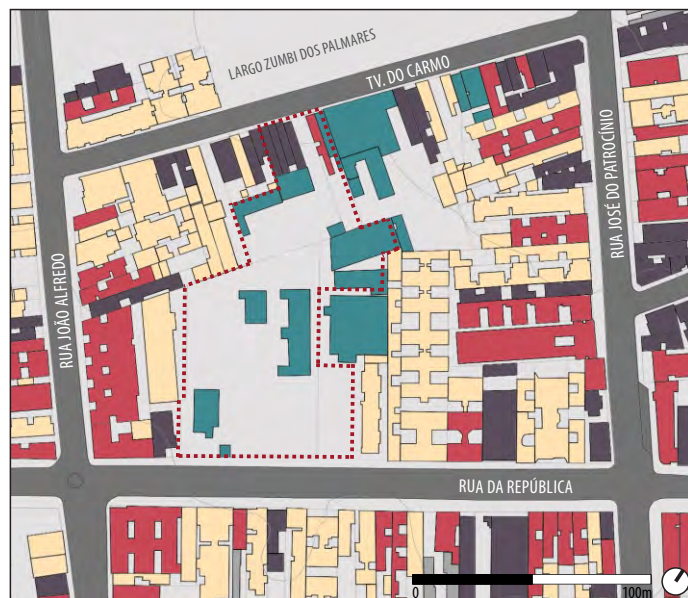 LARGO ZUMBI DOS PALMARES
TV. DO CARMO
RUA JOSÉ DO PATROCÍNIO
RUA JOÃO ALFREDO
RUA DA REPÚBLICA
0 100m